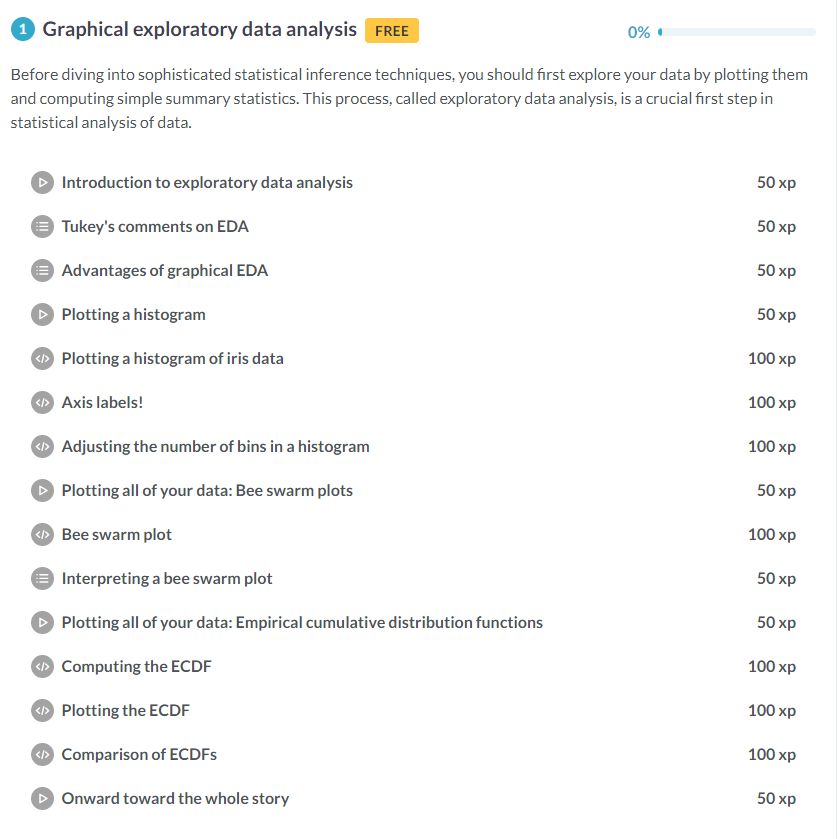 1 Graphical exploratory data analysis FREE 0%
Before diving into sophisticated statistical inference techniques, you should first explore your data by plotting them
and computing simple summary statistics. This process, called exploratory data analysis, is a crucial first step in
statistical analysis of data.
Introduction to exploratory data analysis 50 xp
Tukey's comments on EDA 50 xp
Advantages of graphical EDA 50 xp
Plotting a histogram 50 xp
</> Plotting a histogram of iris data 100 xp
</> Axis labels! 100 xp
</> Adjusting the number of bins in a histogram 100 xp
Plotting all of your data: Bee swarm plots 50 xp
</> Bee swarm plot 100 xp
Interpreting a bee swarm plot 50 xp
Plotting all of your data: Empirical cumulative distribution functions 50 xp
</> Computing the ECDF 100 xp
</> Plotting the ECDF 100 xp
</> Comparison of ECDFs 100 xp
Onward toward the whole story 50 xp